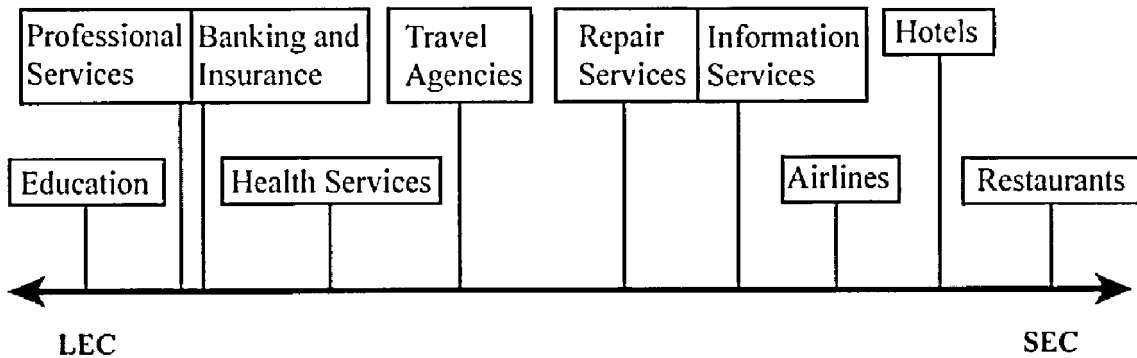 Professional
Services
Banking and
Insurance
Travel
Agencies
Repair
Services
Information
Services
Hotels
Education
Health Services
Airlines
Restaurants
LEC
SEC